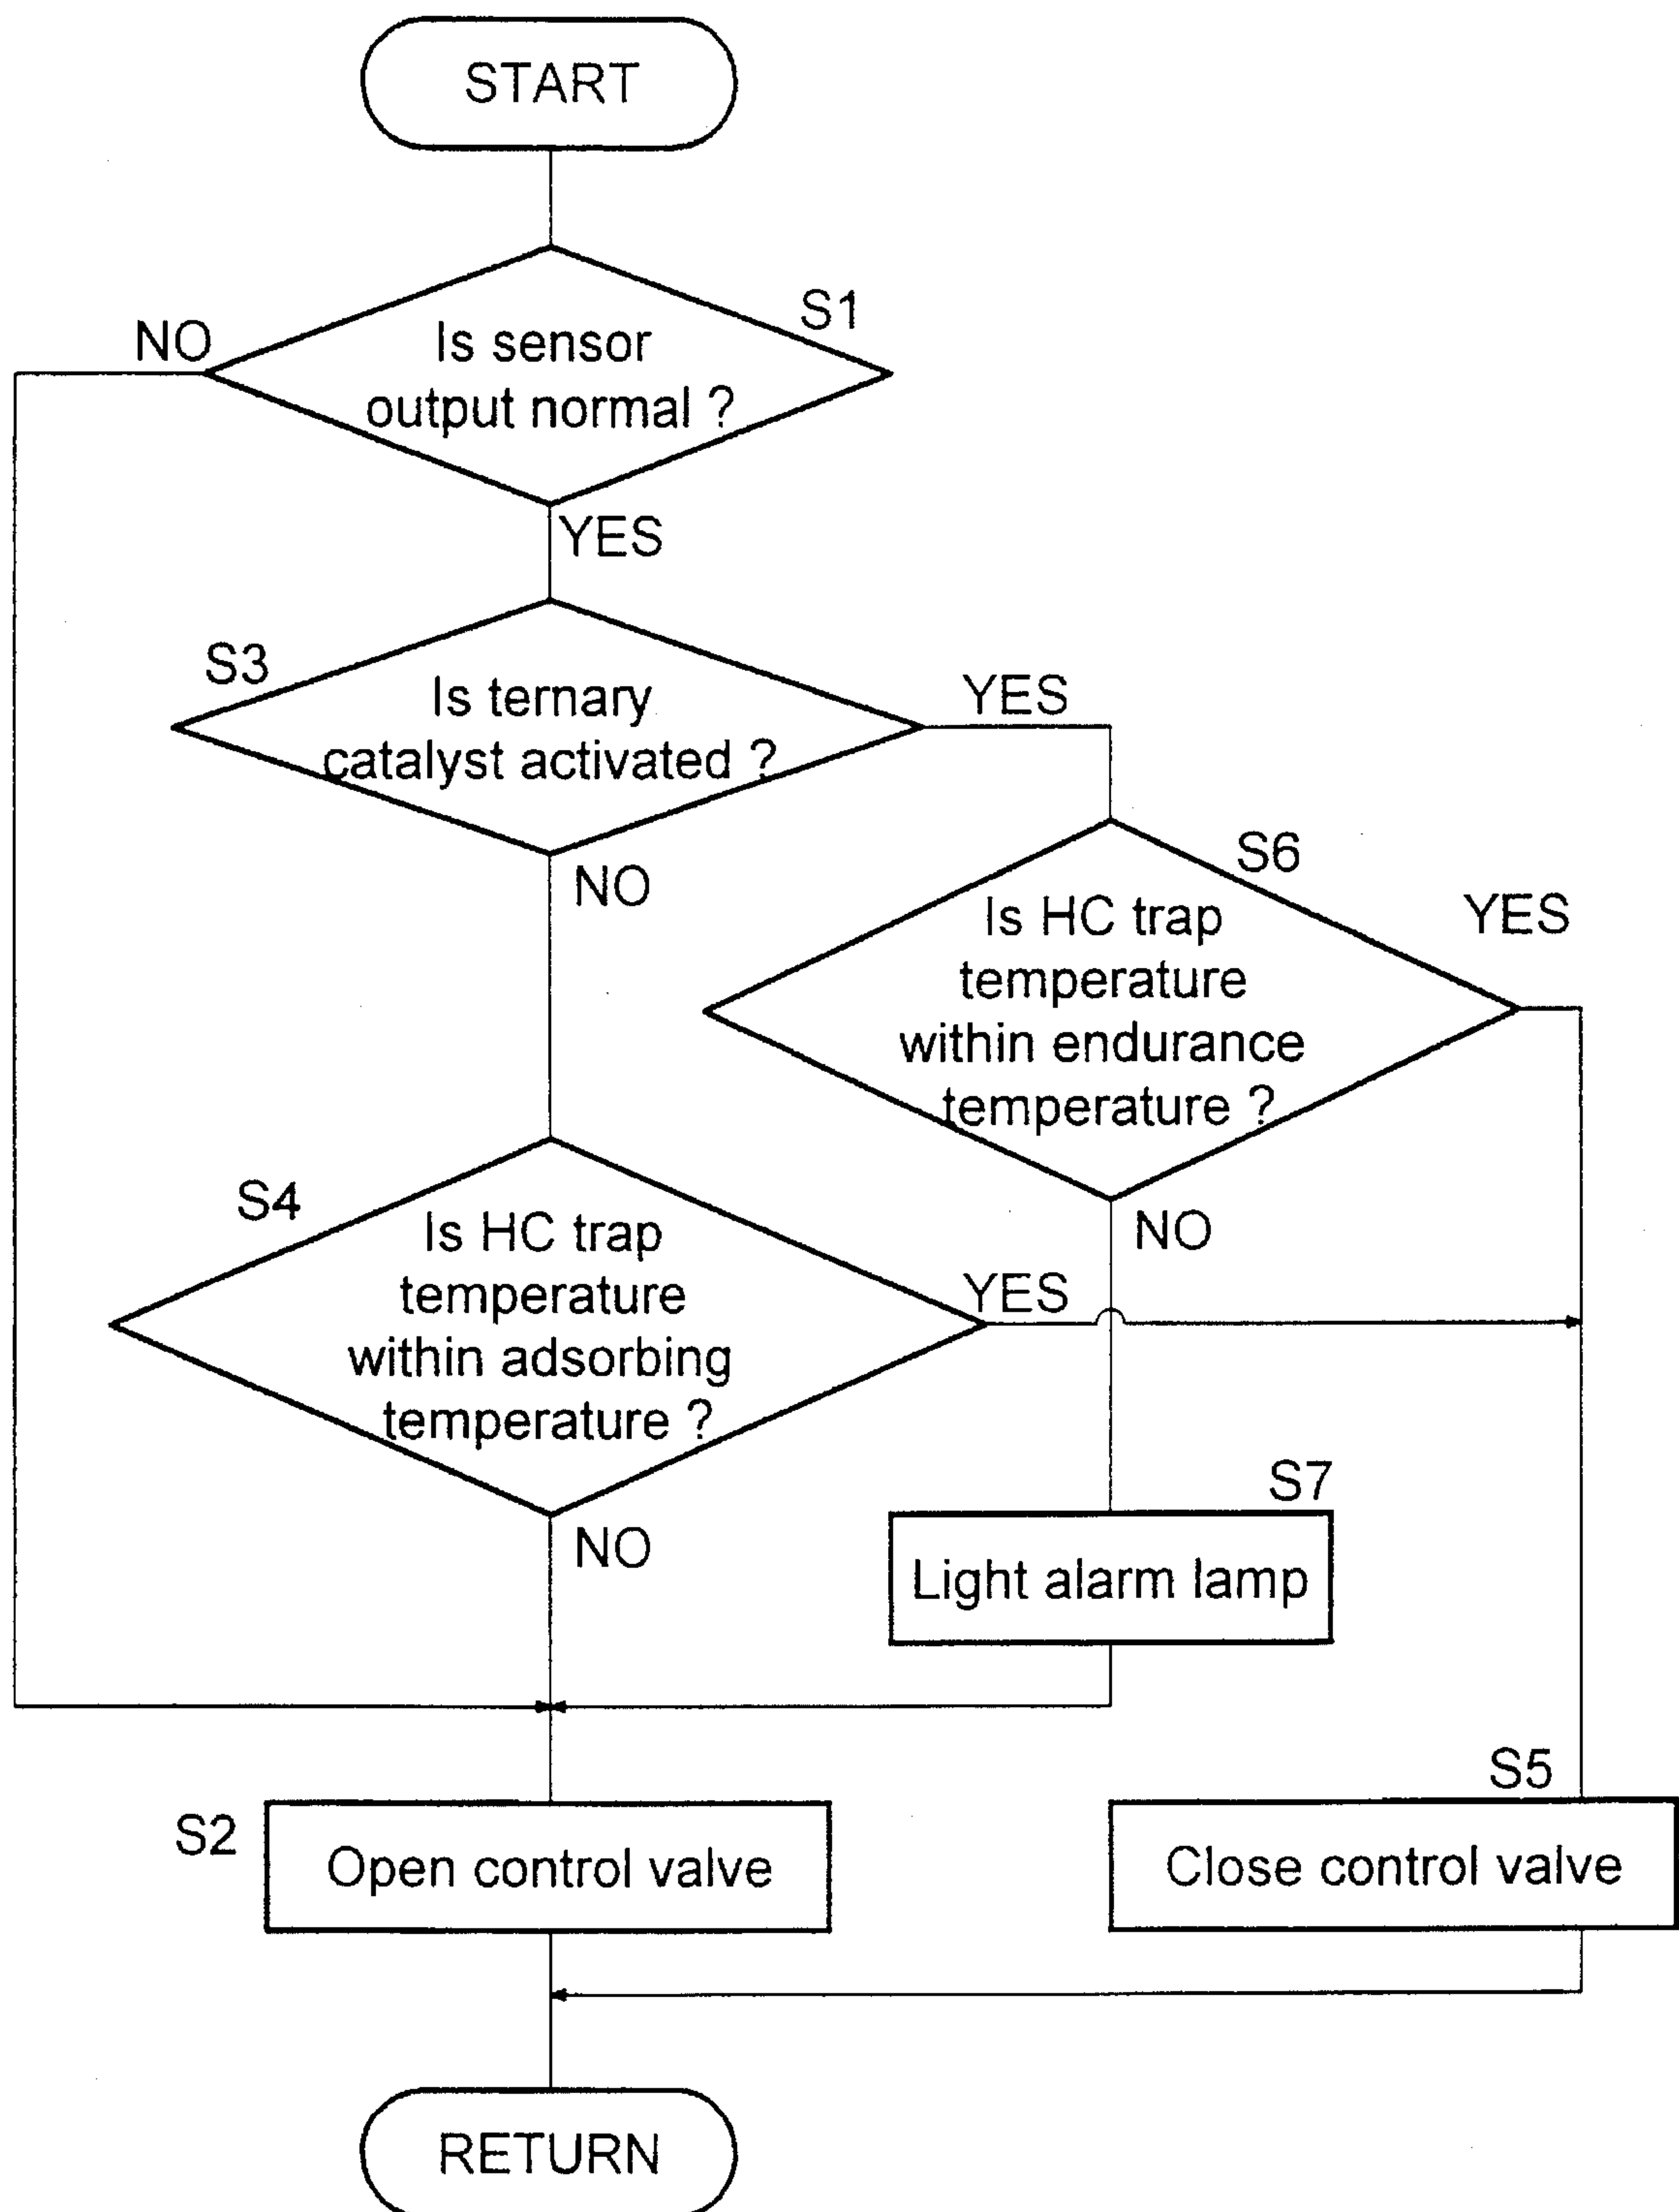 START
S1
NO
Is sensor
output normal ?
YES
S3
Is ternary
catalyst activated ?
YES
NO
S6
Is HC trap
temperature
within endurance
temperature ?
YES
NO
S4
Is HC trap
temperature
within adsorbing
temperature ?
YES
NO
S7
Light alarm lamp
S2
Open control valve
S5
Close control valve
RETURN